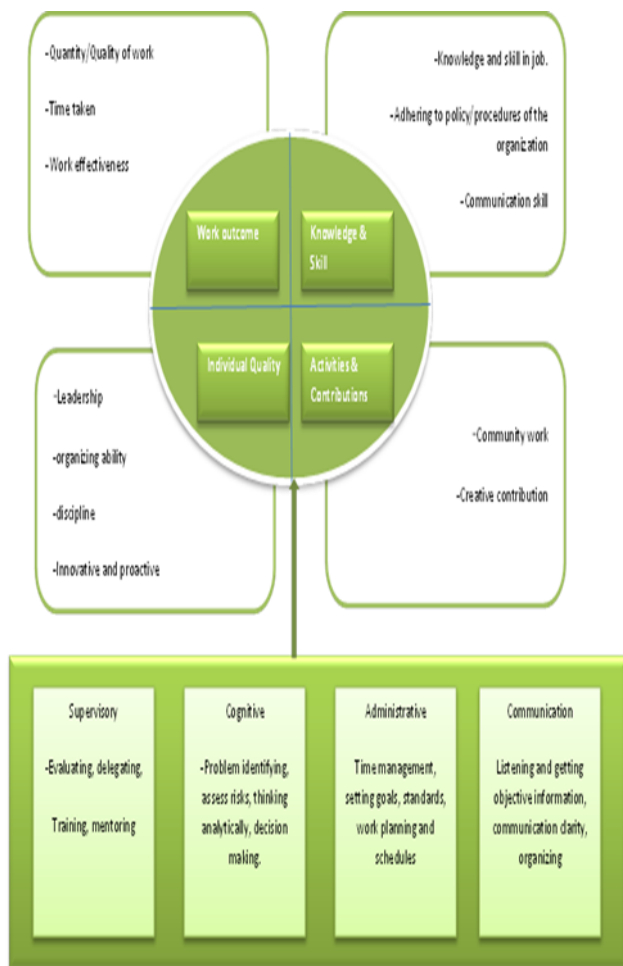 -Quantity/Quality of work
-Time taken
-Work effectiveness
-Knowledge and skill in job.
-Adhering to policy/procedures of the
organization
-Communication skill
Work outcome
Knowledge &
Skill
Individual Quality
Activities &
Contributions
-Leadership
-organizing ability
-discipline
-Innovative and proactive
-Community work
-Creative contribution
Supervisory
-Evaluating, delegating,
Training, mentoring
Cognitive
-Problem identifying,
assess risks, thinking
analytically, decision
making.
Administrative
Time management,
setting goals, standards,
work planning and
schedules
Communication
Listening and getting
objective information,
communication clarity,
organizing